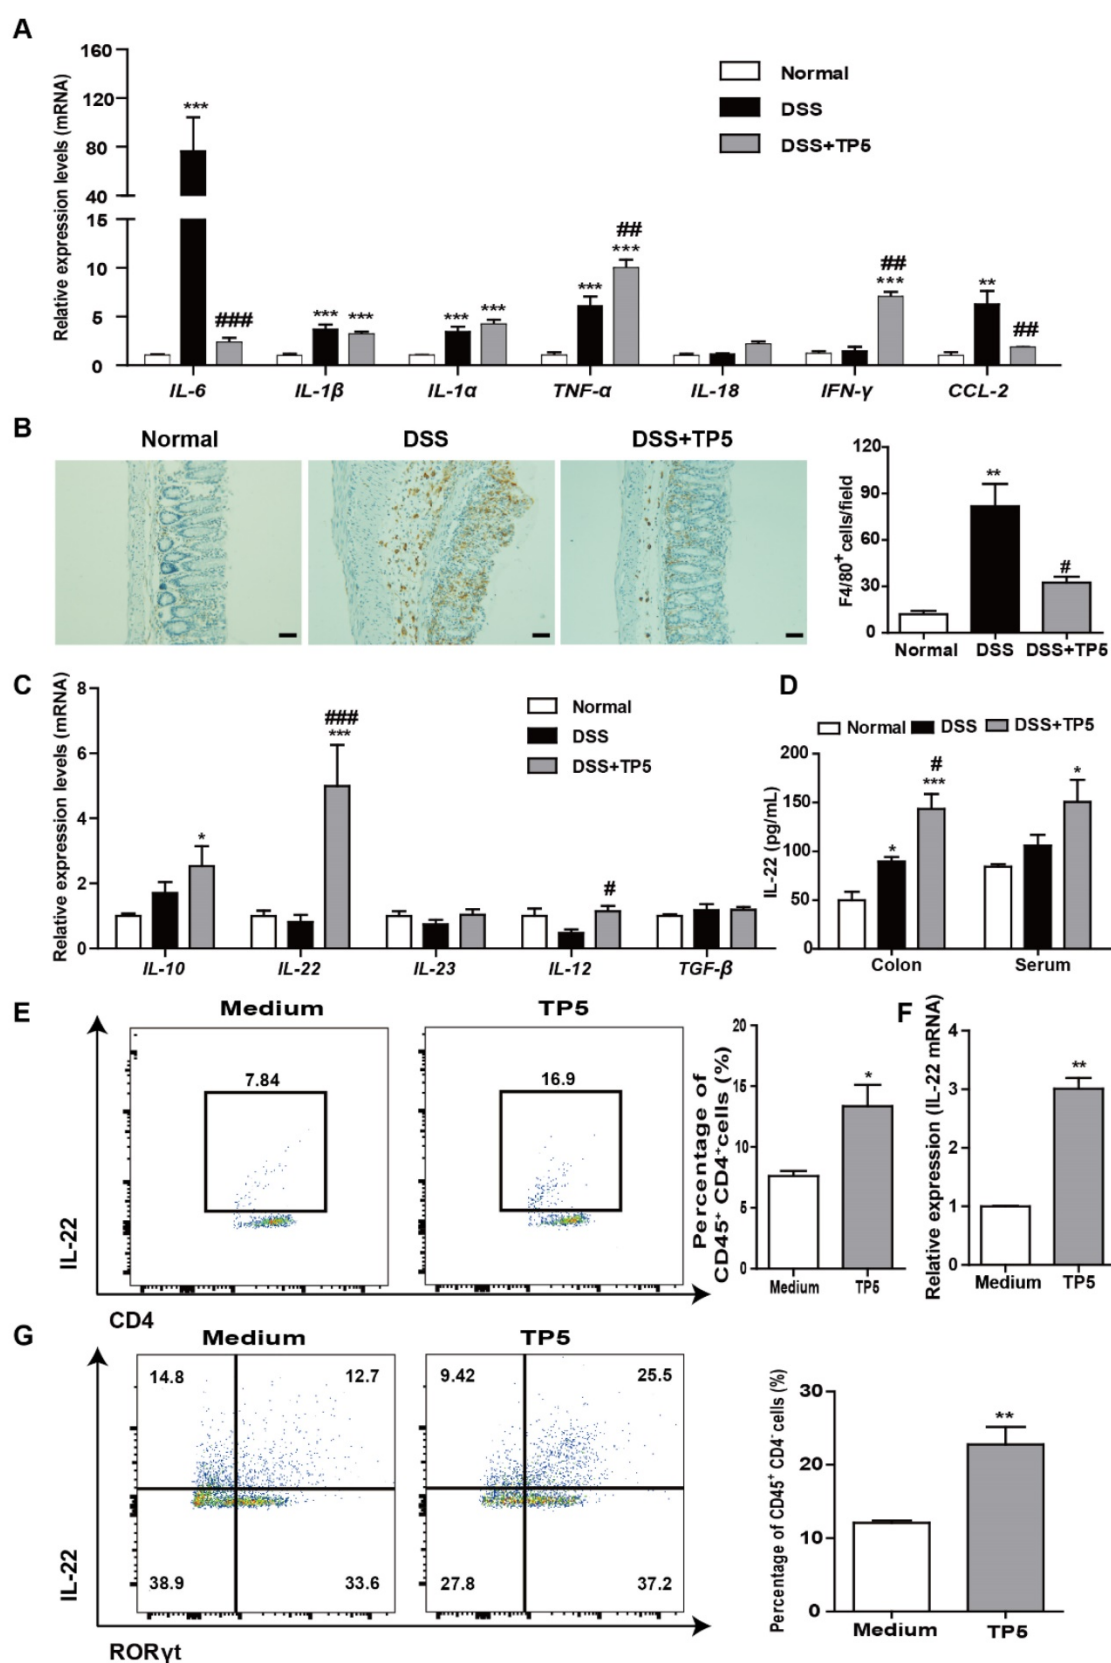 A
Relative expression levels (mRNA)
160
120
80
40
15
10
5
0
Normal
DSS
DSS+TP5
***
###
*** ***
*** ***
***
##
***
##
***
**
##
IL-6 IL-1β IL-1α TNF-α IL-18 IFN-γ CCL-2
B
Normal DSS DSS+TP5
F4/80+ cells/field
120
90
60
30
0
**
#
Normal DSS DSS+TP5
C
Relative expression levels (mRNA)
8
6
4
2
0
Normal
DSS
DSS+TP5
*
###
***
#
IL-10 IL-22 IL-23 IL-12 TGF-β
D
Normal DSS DSS+TP5
IL-22 (pg/mL)
200
150
100
50
0
*
#
***
*
Colon Serum
E
Medium TP5
7.84 16.9
IL-22
CD4
Percentage of
CD45+ CD4+cells (%)
20
15
10
5
0
*
Medium TP5
F
Relative expression (IL-22 mRNA)
4
3
2
1
0
**
Medium TP5
G
Medium TP5
14.8 12.7 9.42 25.5
38.9 33.6 27.8 37.2
IL-22
RORγt
Percentage of CD45+ CD4- cells (%)
30
20
10
0
**
Medium TP5